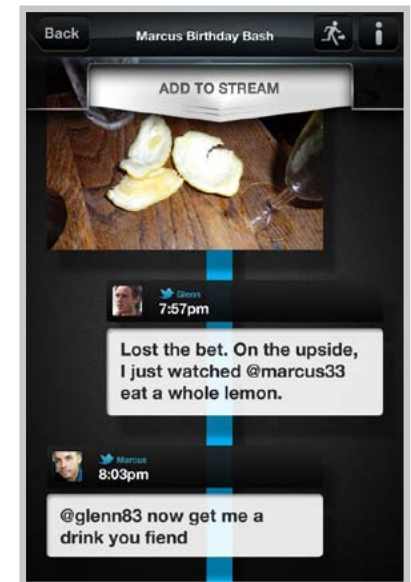 Back
Marcus Birthday Bash
ADD TO STREAM
Glenn
7:57pm
Lost the bet. On the upside,
I just watched @marcus33
eat a whole lemon.
Marcus
8:03pm
@glenn83 now get me a
drink you fiend